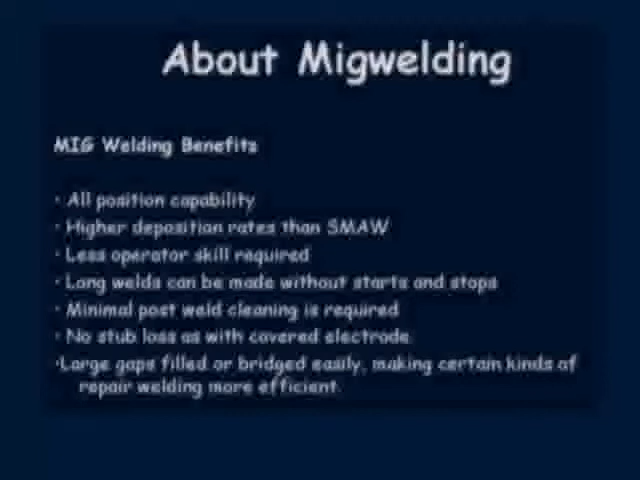 About Migwelding
MIG Welding Benefits
· All position capability
· Higher deposition rates than SMAW
· Less operator skill required
· Long welds can be made without starts and stops
· Minimal post weld cleaning is required
· No stub loss as with covered electrode
·Large gaps filled or bridged easily, making certain kinds of
repair welding more efficient.